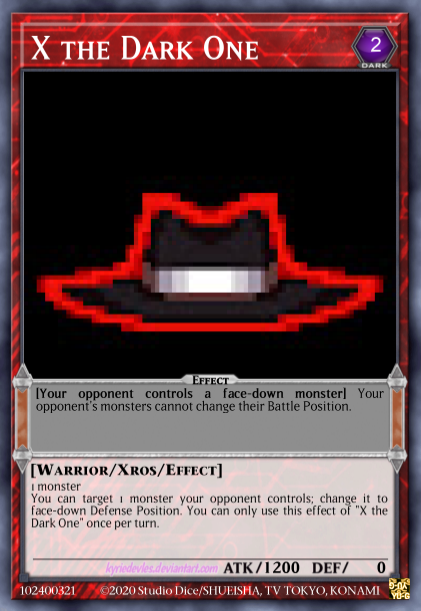 X the Dark One
2
DARK
Effect
[Your opponent controls a face-down monster] Your
opponent's monsters cannot change their Battle Position.
[Warrior/Xros/Effect]
1 monster
You can target 1 monster your opponent controls; change it to
face-down Defense Position. You can only use this effect of "X
the Dark One" once per turn.
kyriedevles.deviantart.com ATK/1200 DEF/ 0
102400321 ©2020 Studio Dice/SHUEISHA, TV TOKYO, KONAMI